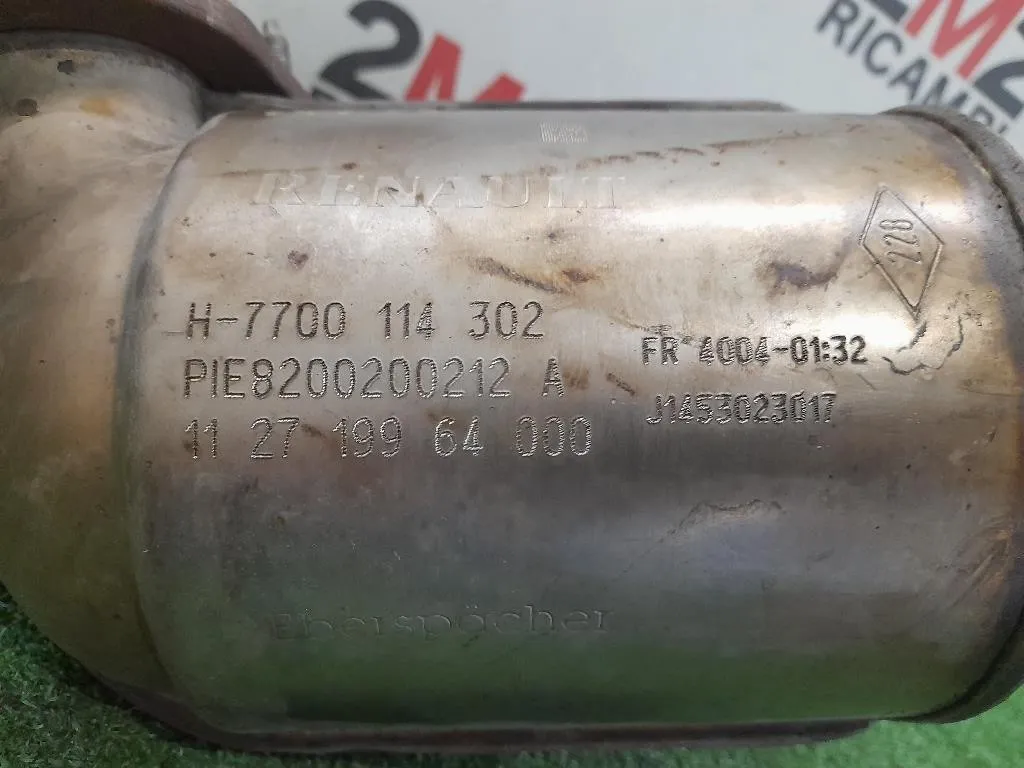 2M
2M2
RICAMBI
RENAULT
228
H-7700 114 302
PIE8200200212 A
11 27 199 64 000
FR 4004-01:32
J1453023017
Eberspächer